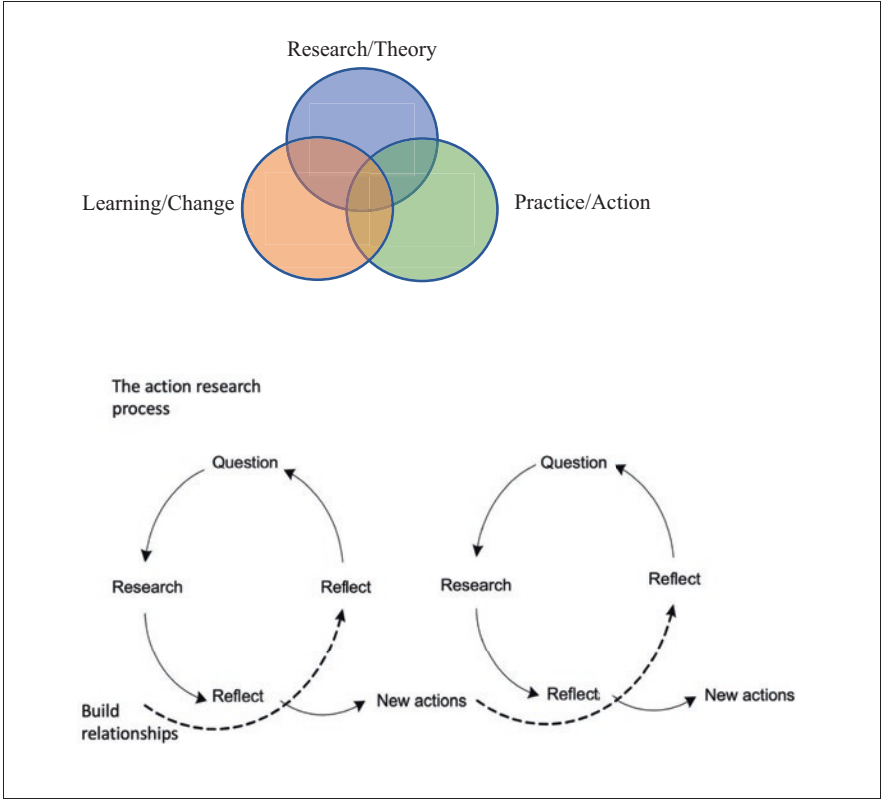 Research/Theory
Learning/Change
Practice/Action
The action research
process
Question
Question
Research
Reflect
Research
Reflect
Reflect
New actions
Reflect
New actions
Build
relationships